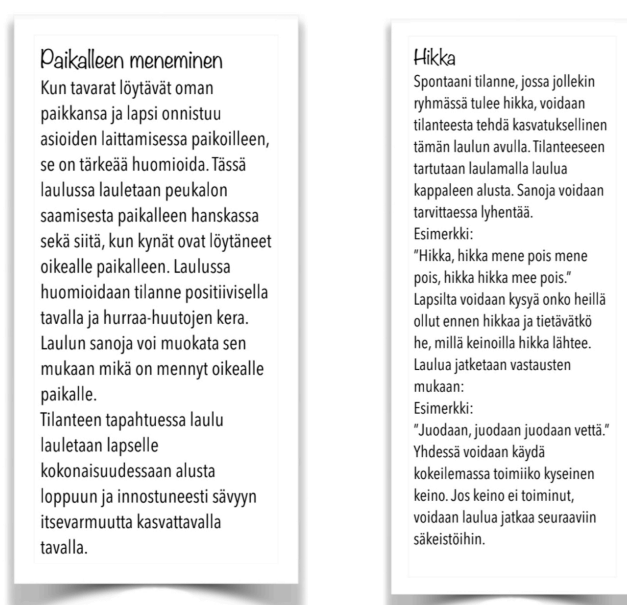 Paikalleen meneminen
Kun tavarat löytävät oman
paikkansa ja lapsi onnistuu
asioiden laittamisessa paikoilleen,
se on tärkeää huomioida. Tässä
laulussa lauletaan peukalon
saamisesta paikalleen hanskassa
sekä siitä, kun kynät ovat löytäneet
oikealle paikalleen. Laulussa
huomioidaan tilanne positiivisella
tavalla ja hurraa-huutojen kera.
Laulun sanoja voi muokata sen
mukaan mikä on mennyt oikealle
paikalle.
Tilanteen tapahtuessa laulu
lauletaan lapselle
kokonaisuudessaan alusta
loppuun ja innostuneesti sävyyn
itsevarmuutta kasvattavalla
tavalla.
Hikka
Spontaani tilanne, jossa jollekin
ryhmässä tulee hikka, voidaan
tilanteesta tehdä kasvatuksellinen
tämän laulun avulla. Tilanteeseen
tartutaan laulamalla laulua
kappaleen alusta. Sanoja voidaan
tarvittaessa lyhentää.
Esimerkki:
"Hikka, hikka mene pois mene
pois, hikka hikka mee pois."
Lapsilta voidaan kysyä onko heillä
ollut ennen hikkaa ja tietävätkö
he, millä keinoilla hikka lähtee.
Laulua jatketaan vastausten
mukaan:
Esimerkki:
"Juodaan, juodaan juodaan vettä."
Yhdessä voidaan käydä
kokeilemassa toimiiko kyseinen
keino. Jos keino ei toiminut,
voidaan laulua jatkaa seuraaviin
säkeistöihin.